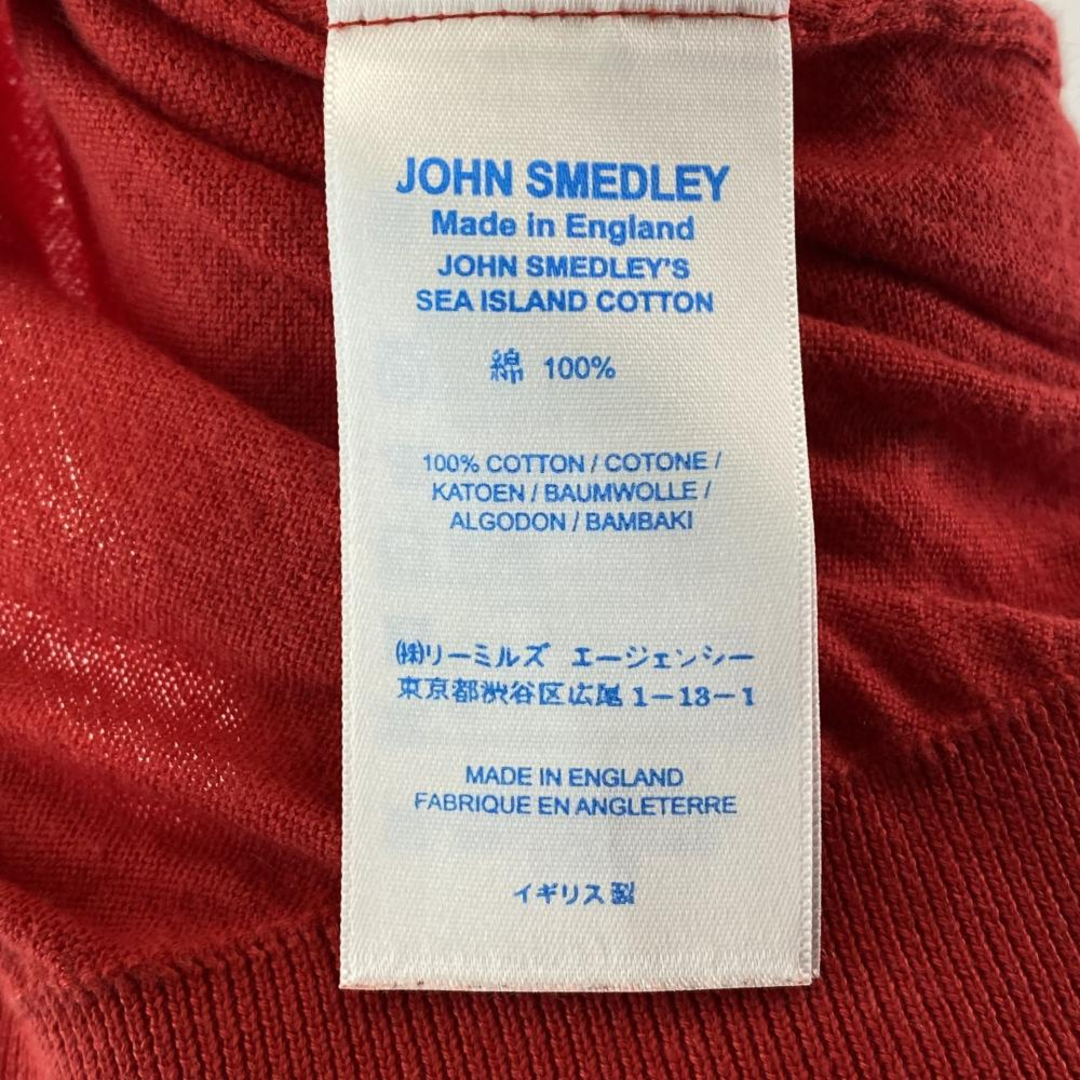 JOHN SMEDLEY
Made in England
JOHN SMEDLEY'S
SEA ISLAND COTTON
綿 100%
100% COTTON / COTONE /
KATOEN / BAUMWOLLE /
ALGODON / BAMBAKI
㈱リーミルズ エージェンシー
東京都渋谷区広尾 1-13-1
MADE IN ENGLAND
FABRIQUE EN ANGLETERRE
イギリス製